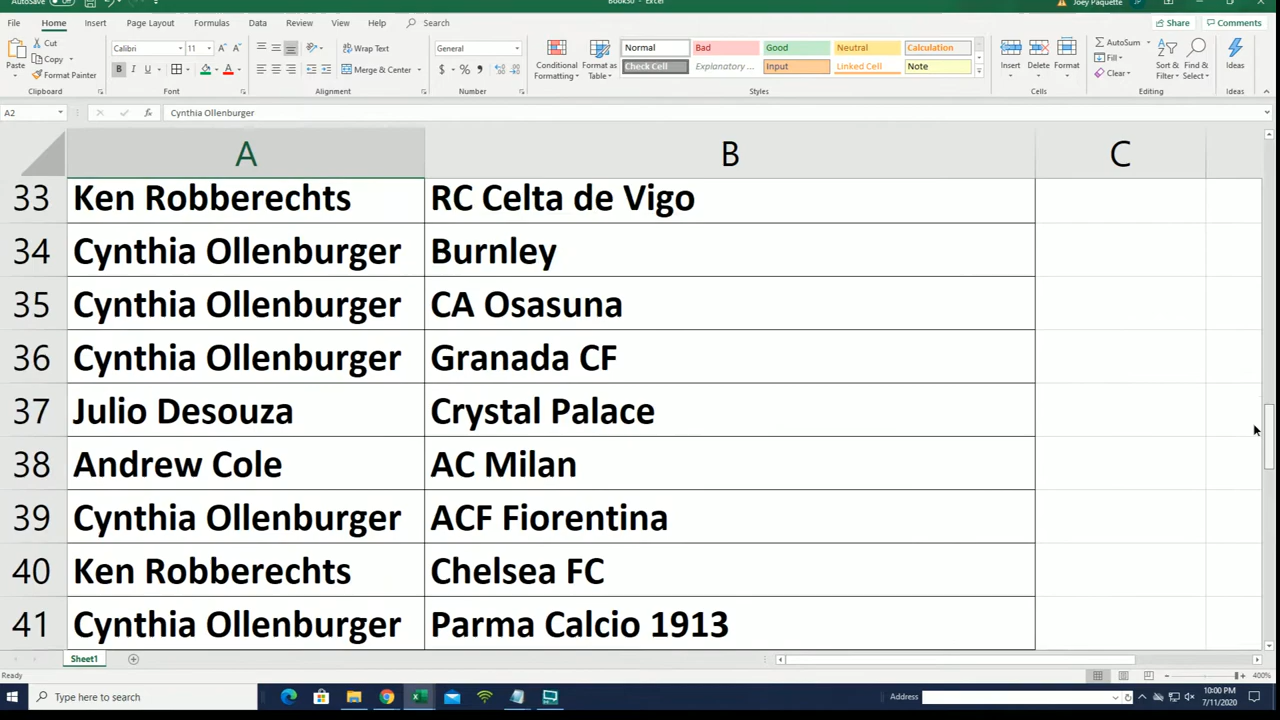 AutoSave Book30 - Excel Joey Paquette JP
File Home Insert Page Layout Formulas Data Review View Help Search Share Comments
Paste Cut Copy Format Painter Clipboard
Calibri 11 A A B I U A Font
Wrap Text Merge & Center Alignment
General $ % Number
Conditional Formatting Format as Table
Normal Bad Good Neutral Calculation
Check Cell Explanatory ... Input Linked Cell Note
Styles
Insert Delete Format Cells
AutoSum Fill Clear Sort & Filter Find & Select Editing
Ideas Ideas
A2 fx Cynthia Ollenburger
A B C
33 Ken Robberechts RC Celta de Vigo
34 Cynthia Ollenburger Burnley
35 Cynthia Ollenburger CA Osasuna
36 Cynthia Ollenburger Granada CF
37 Julio Desouza Crystal Palace
38 Andrew Cole AC Milan
39 Cynthia Ollenburger ACF Fiorentina
40 Ken Robberechts Chelsea FC
41 Cynthia Ollenburger Parma Calcio 1913
Sheet1
Ready 400%
Type here to search Address 10:00 PM
7/11/2020